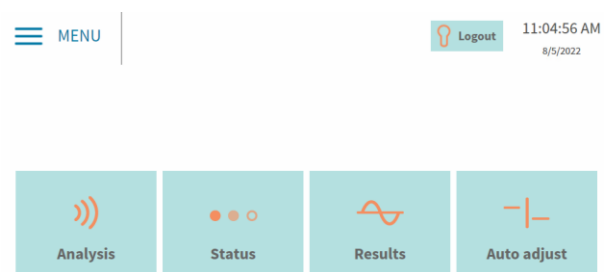 MENU
Logout
11:04:56 AM
8/5/2022
Analysis
Status
Results
Auto adjust